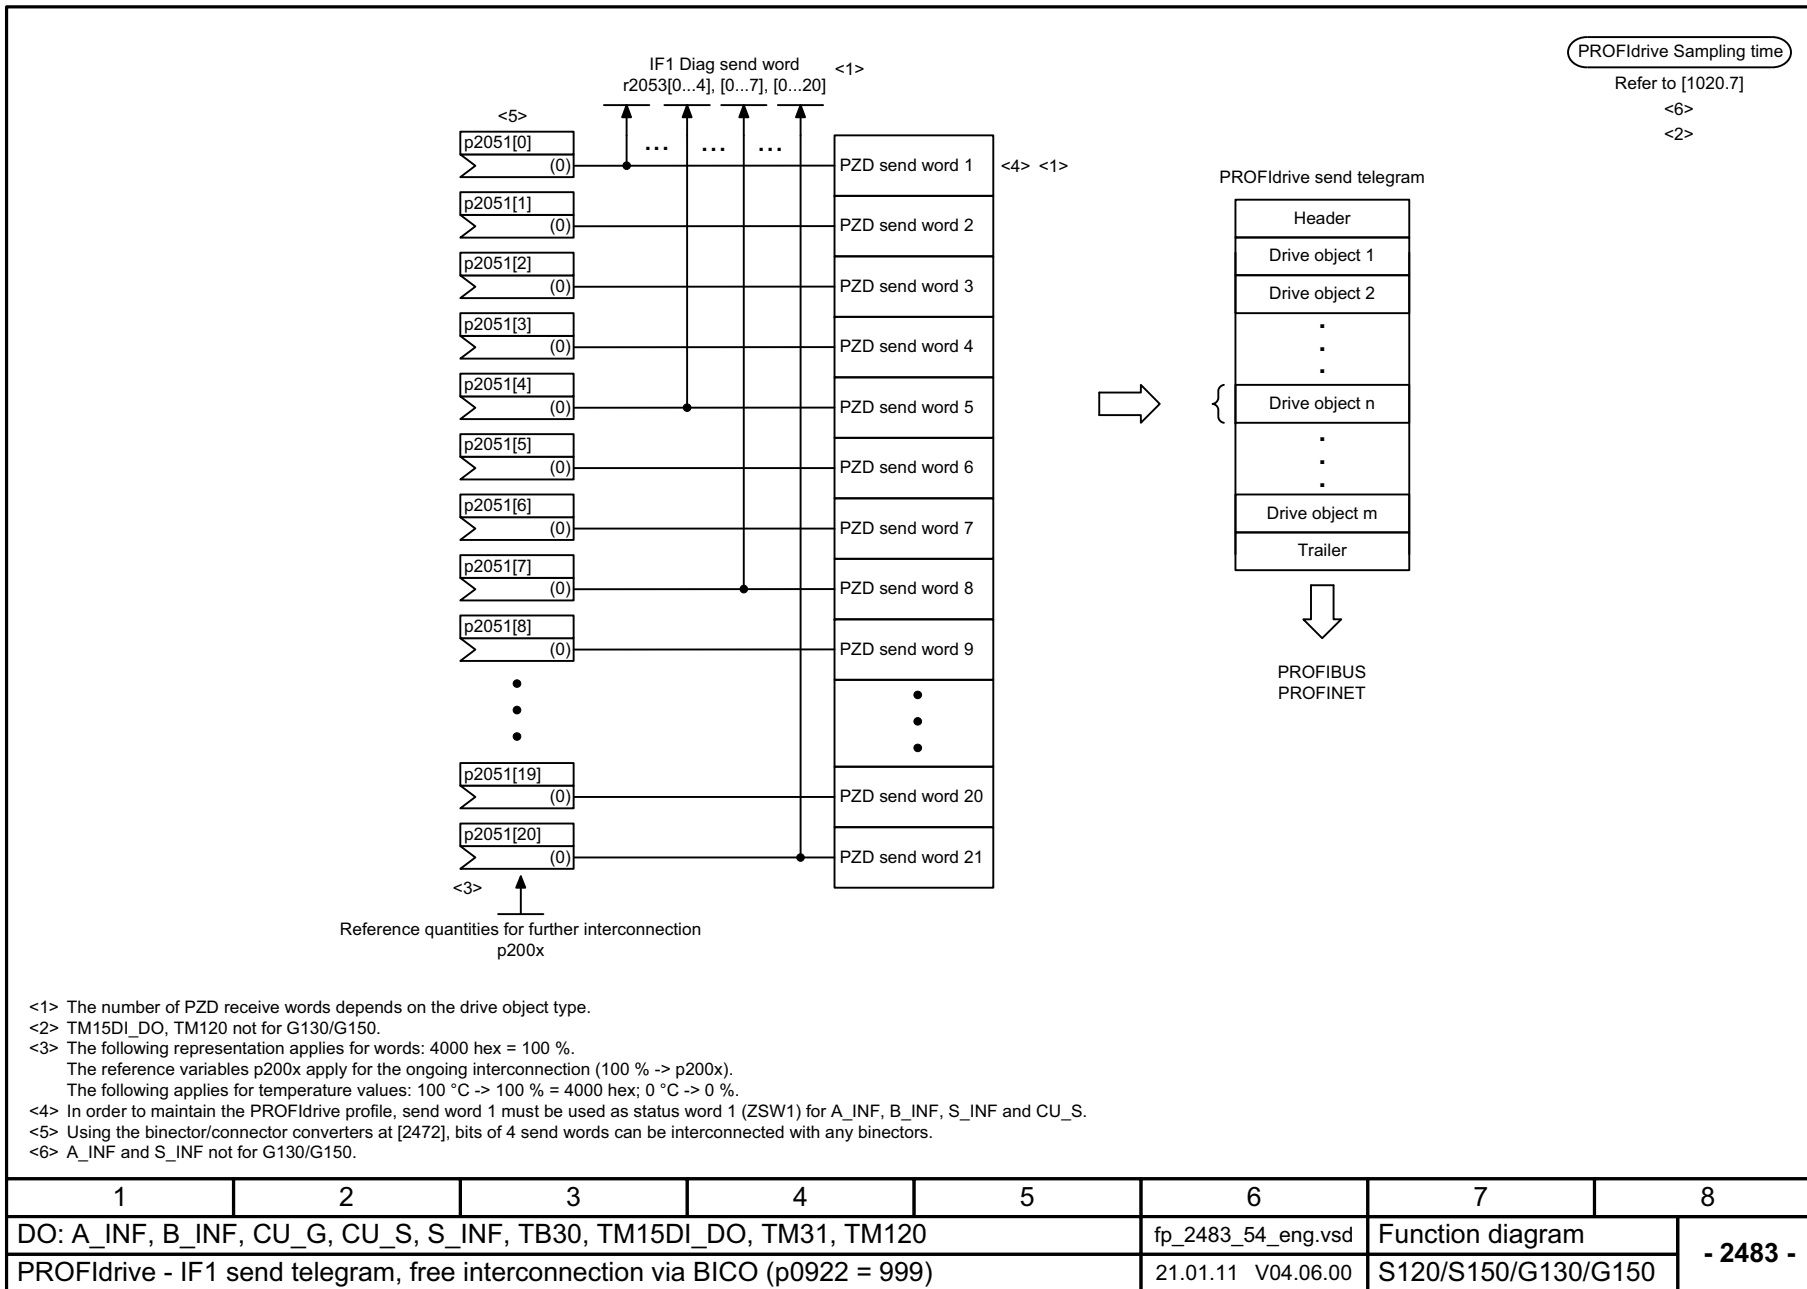 PROFIdrive Sampling time
Refer to [1020.7]
<6>
<2>
IF1 Diag send word
r2053[0...4], [0...7], [0...20]
<1>
<5>
p2051[0]
(0)
PZD send word 1
<4> <1>
p2051[1]
(0)
PZD send word 2
p2051[2]
(0)
PZD send word 3
p2051[3]
(0)
PZD send word 4
p2051[4]
(0)
PZD send word 5
p2051[5]
(0)
PZD send word 6
p2051[6]
(0)
PZD send word 7
p2051[7]
(0)
PZD send word 8
p2051[8]
(0)
PZD send word 9
p2051[19]
(0)
PZD send word 20
p2051[20]
(0)
PZD send word 21
<3>
Reference quantities for further interconnection
p200x
PROFIdrive send telegram
Header
Drive object 1
Drive object 2
Drive object n
Drive object m
Trailer
PROFIBUS
PROFINET
<1> The number of PZD receive words depends on the drive object type.
<2> TM15DI_DO, TM120 not for G130/G150.
<3> The following representation applies for words: 4000 hex = 100 %.
The reference variables p200x apply for the ongoing interconnection (100 % -> p200x).
The following applies for temperature values: 100 °C -> 100 % = 4000 hex; 0 °C -> 0 %.
<4> In order to maintain the PROFIdrive profile, send word 1 must be used as status word 1 (ZSW1) for A_INF, B_INF, S_INF and CU_S.
<5> Using the binector/connector converters at [2472], bits of 4 send words can be interconnected with any binectors.
<6> A_INF and S_INF not for G130/G150.
1 2 3 4 5 6 7 8
DO: A_INF, B_INF, CU_G, CU_S, S_INF, TB30, TM15DI_DO, TM31, TM120
fp_2483_54_eng.vsd
Function diagram
- 2483 -
PROFIdrive - IF1 send telegram, free interconnection via BICO (p0922 = 999)
21.01.11 V04.06.00
S120/S150/G130/G150